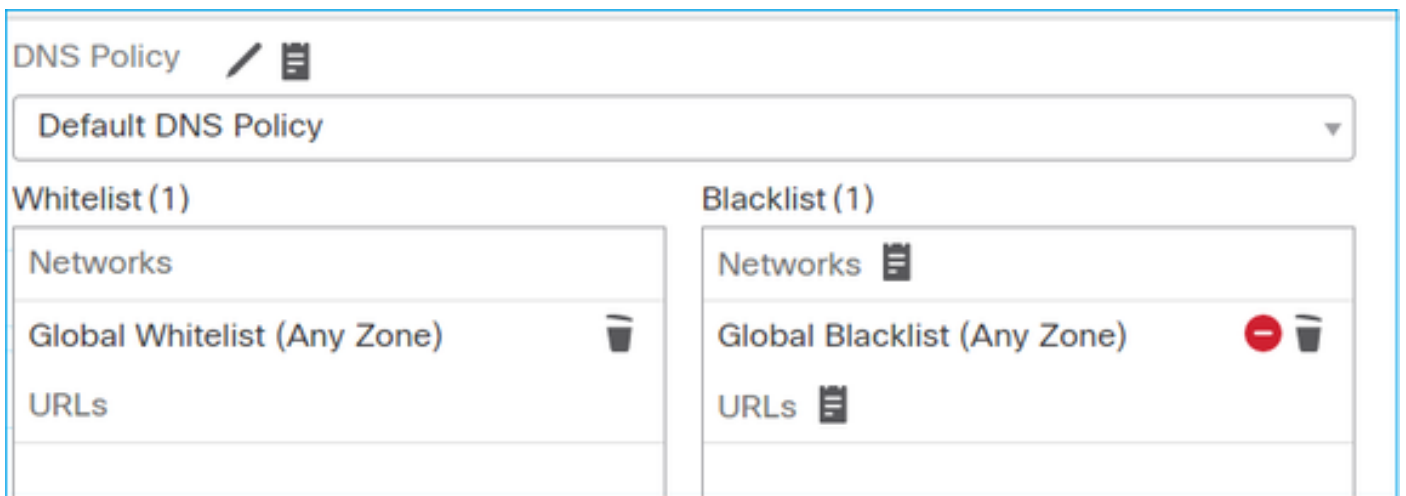 DNS Policy
Default DNS Policy
Whitelist (1)
Blacklist (1)
Networks
Networks
Global Whitelist (Any Zone)
Global Blacklist (Any Zone)
URLs
URLs